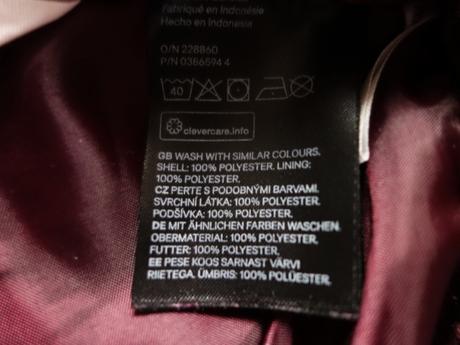 Fabriqué en Indonésie
Hecho en Indonesia
O/N 228860
P/N 0386594 4
40
clevercare.info
GB WASH WITH SIMILAR COLOURS.
SHELL: 100% POLYESTER. LINING:
100% POLYESTER.
CZ PERTE S PODOBNÝMI BARVAMI.
SVRCHNÍ LÁTKA: 100% POLYESTER.
PODŠÍVKA: 100% POLYESTER.
DE MIT ÄHNLICHEN FARBEN WASCHEN.
OBERMATERIAL: 100% POLYESTER.
FUTTER: 100% POLYESTER.
EE PESE KOOS SARNAST VÄRVI
RIIETEGA. ÜMBRIS: 100% POLÜESTER.